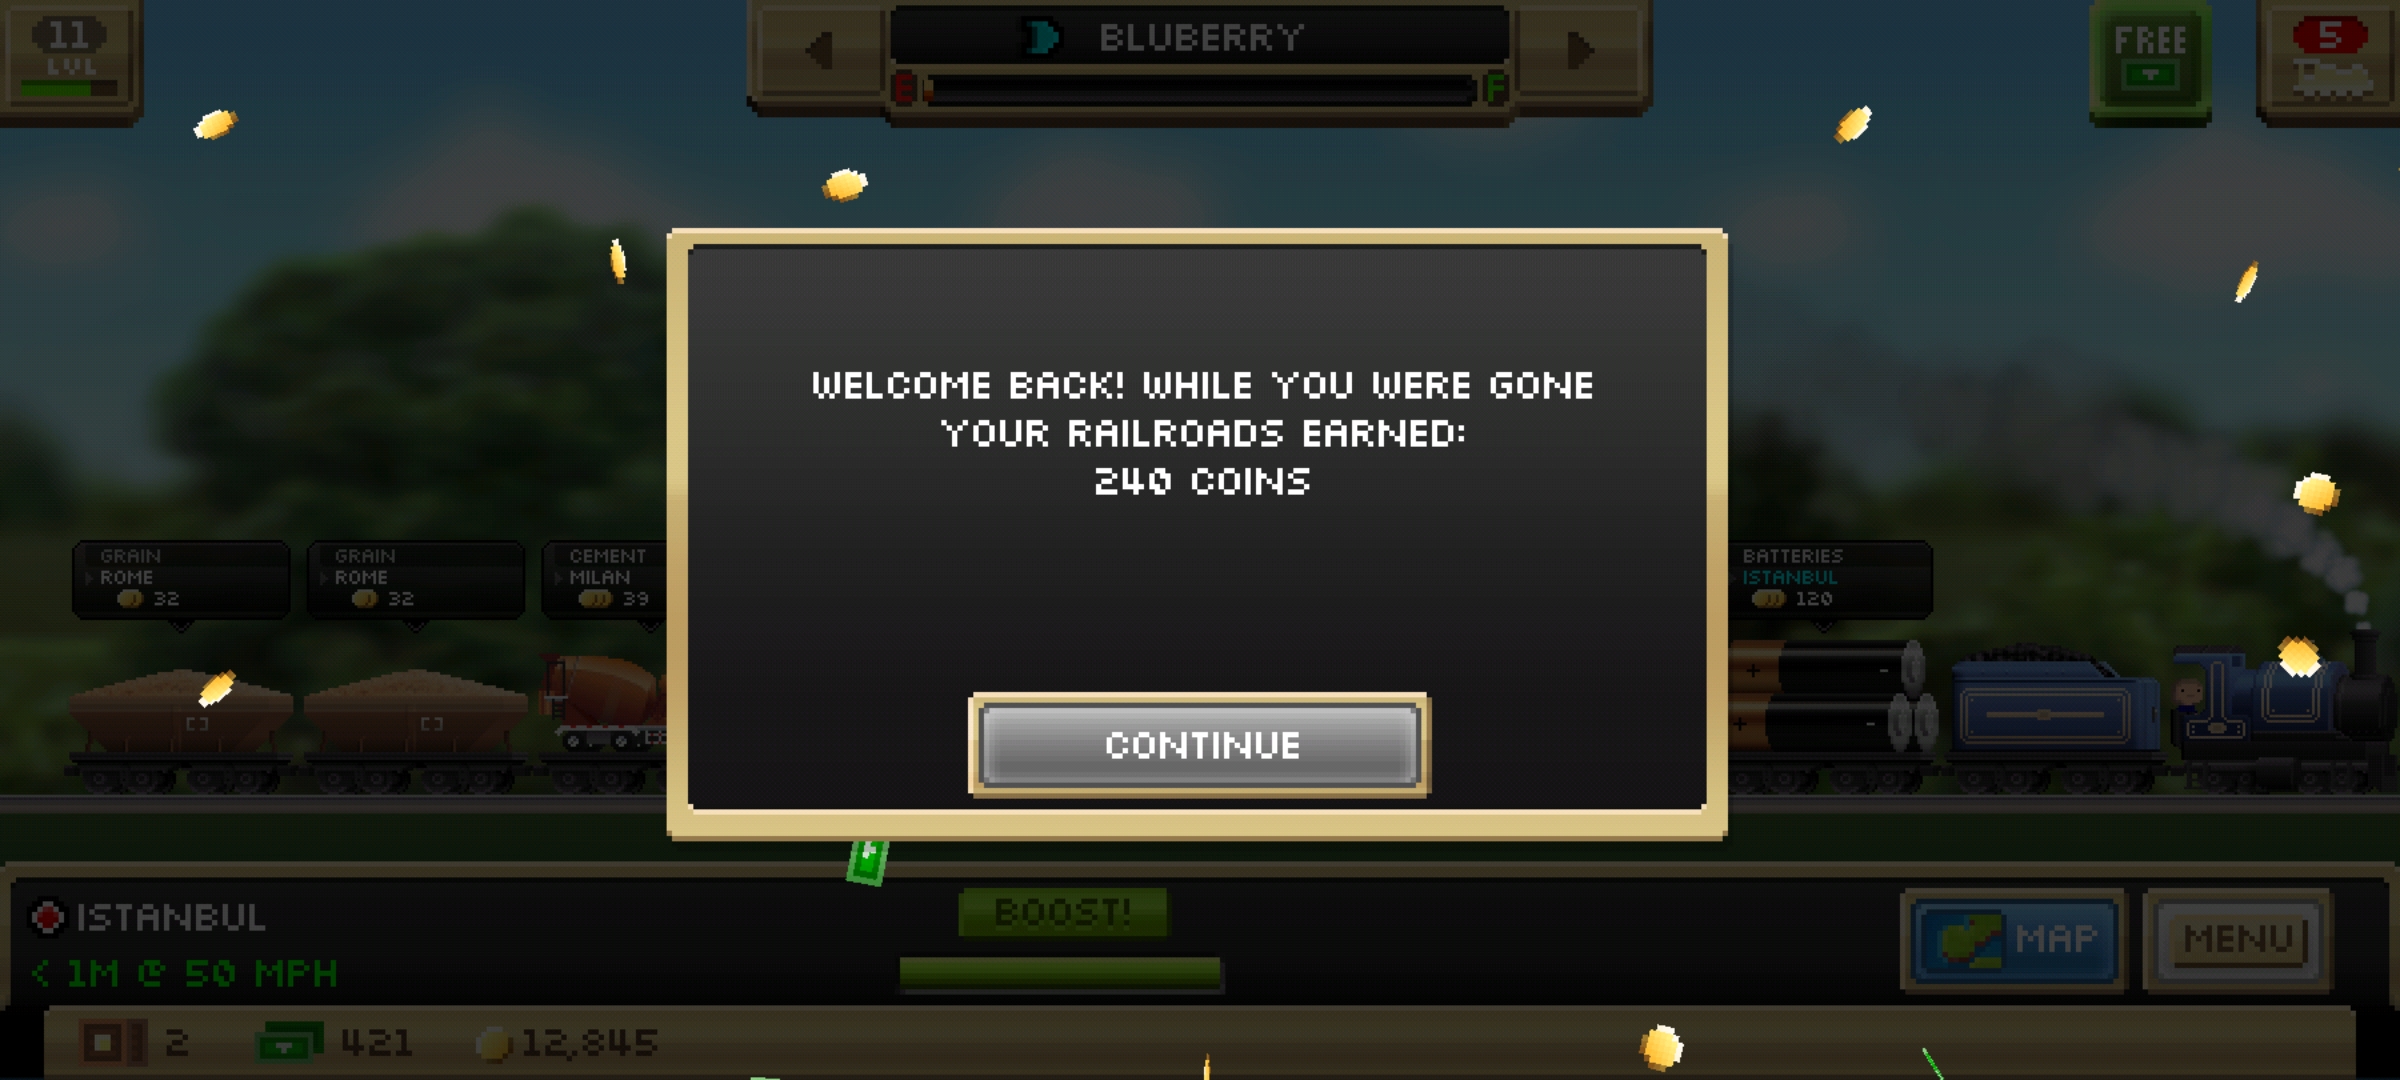 11
LVL
BLUBERRY
E
F
FREE
5
WELCOME BACK! WHILE YOU WERE GONE
YOUR RAILROADS EARNED:
240 COINS
CONTINUE
GRAIN
ROME
32
GRAIN
ROME
32
CEMENT
MILAN
39
BATTERIES
ISTANBUL
120
ISTANBUL
< 1M @ 50 MPH
BOOST!
MAP
MENU
2
421
12,845